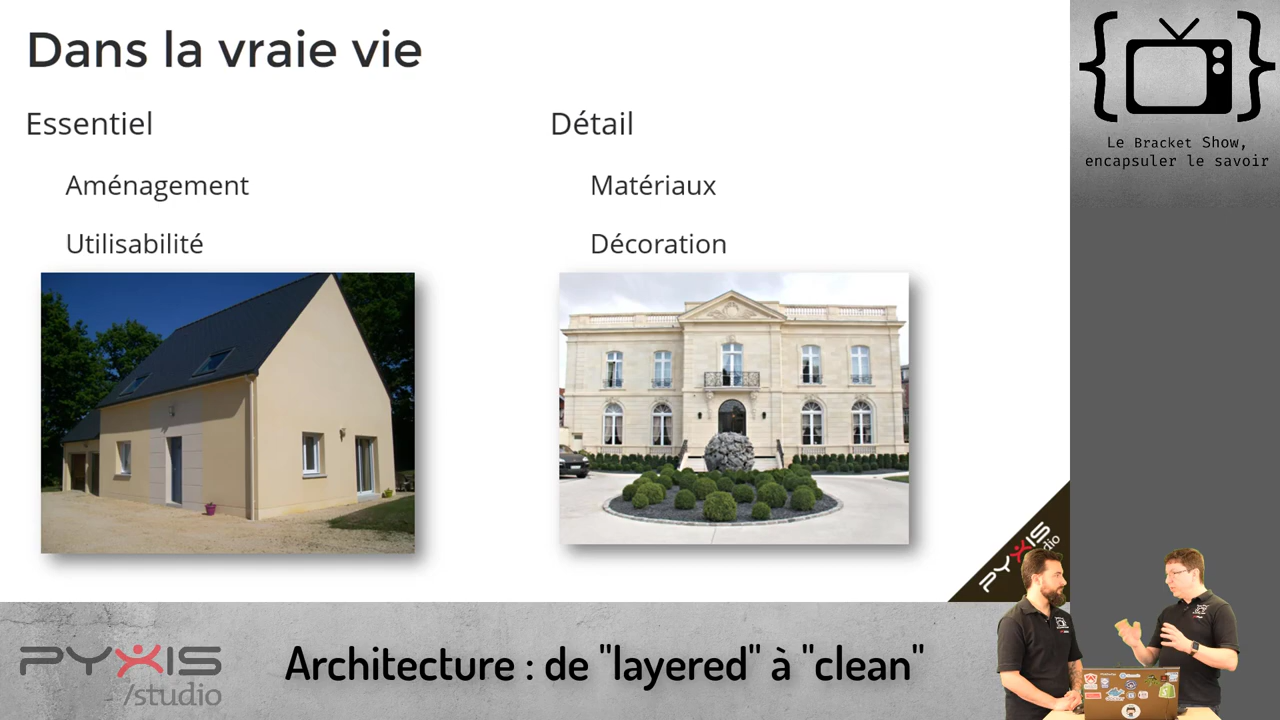 Dans la vraie vie
Essentiel
Aménagement
Utilisabilité
Détail
Matériaux
Décoration
Le Bracket Show,
encapsuler le savoir
PYXIS
PYXIS
/studio
Architecture : de "layered" à "clean"